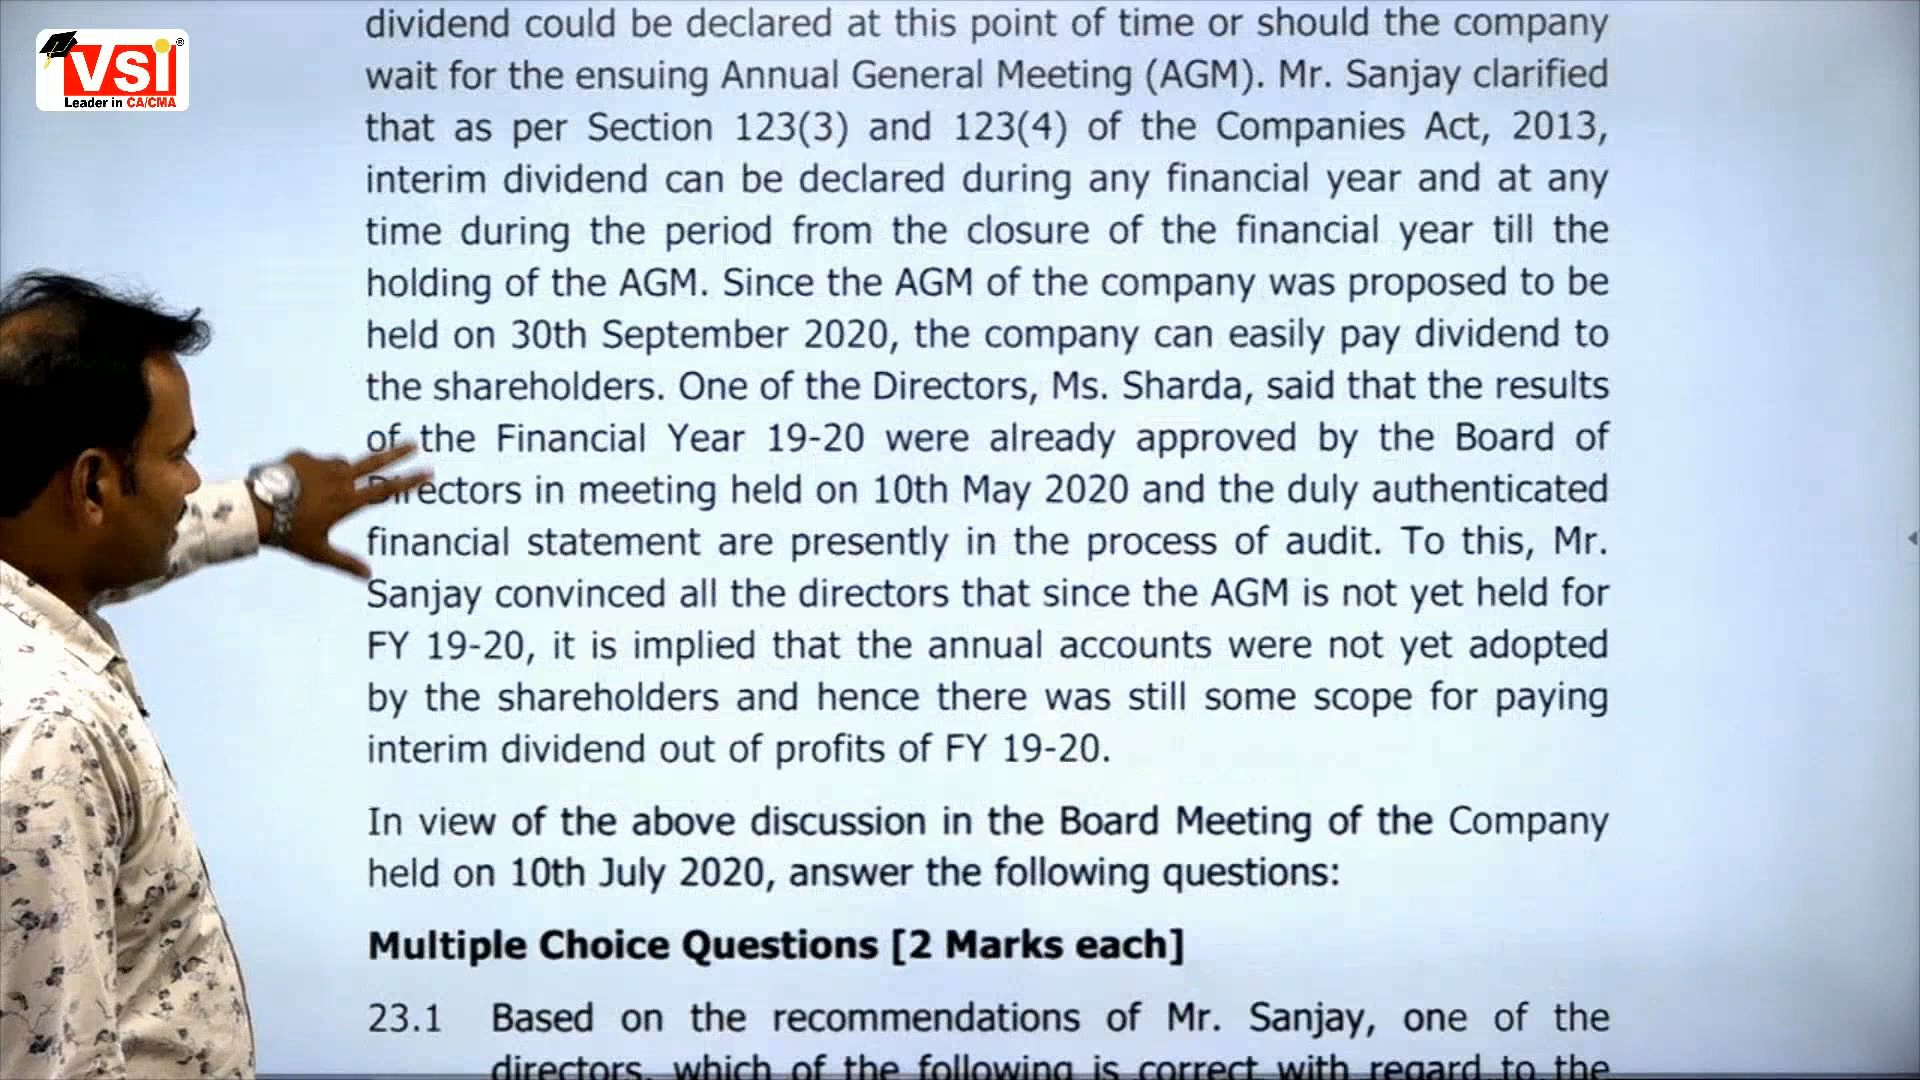 VSI
®
Leader in CA/CMA
dividend could be declared at this point of time or should the company
wait for the ensuing Annual General Meeting (AGM). Mr. Sanjay clarified
that as per Section 123(3) and 123(4) of the Companies Act, 2013,
interim dividend can be declared during any financial year and at any
time during the period from the closure of the financial year till the
holding of the AGM. Since the AGM of the company was proposed to be
held on 30th September 2020, the company can easily pay dividend to
the shareholders. One of the Directors, Ms. Sharda, said that the results
of the Financial Year 19-20 were already approved by the Board of
Directors in meeting held on 10th May 2020 and the duly authenticated
financial statement are presently in the process of audit. To this, Mr.
Sanjay convinced all the directors that since the AGM is not yet held for
FY 19-20, it is implied that the annual accounts were not yet adopted
by the shareholders and hence there was still some scope for paying
interim dividend out of profits of FY 19-20.
In view of the above discussion in the Board Meeting of the Company
held on 10th July 2020, answer the following questions:
Multiple Choice Questions [2 Marks each]
23.1 Based on the recommendations of Mr. Sanjay, one of the
directors, which of the following is correct with regard to the